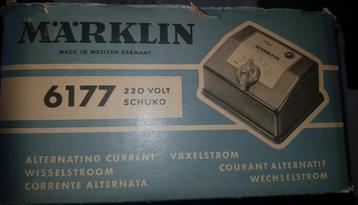 MÄRKLIN
MADE IN WESTERN GERMANY
6177
220 VOLT
SCHUKO
ALTERNATING CURRENT VÄXELSTRÖM
WISSELSTROOM COURANT ALTERNATIF
CORRENTE ALTERNATA WECHSELSTROM